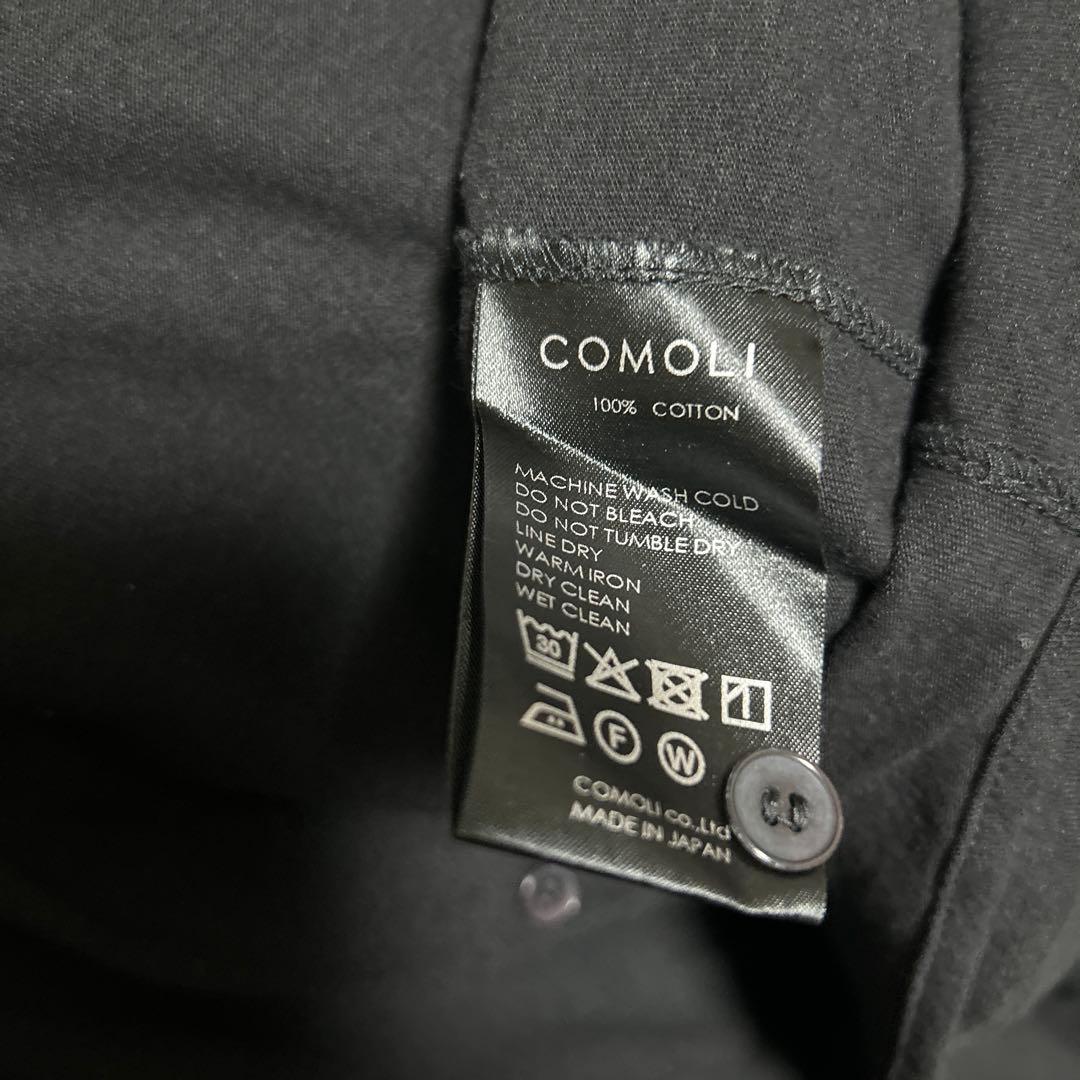 COMOLI
100% COTTON
MACHINE WASH COLD
DO NOT BLEACH
DO NOT TUMBLE DRY
LINE DRY
WARM IRON
DRY CLEAN
WET CLEAN
30
F W
COMOLI co.,Ltd
MADE IN JAPAN